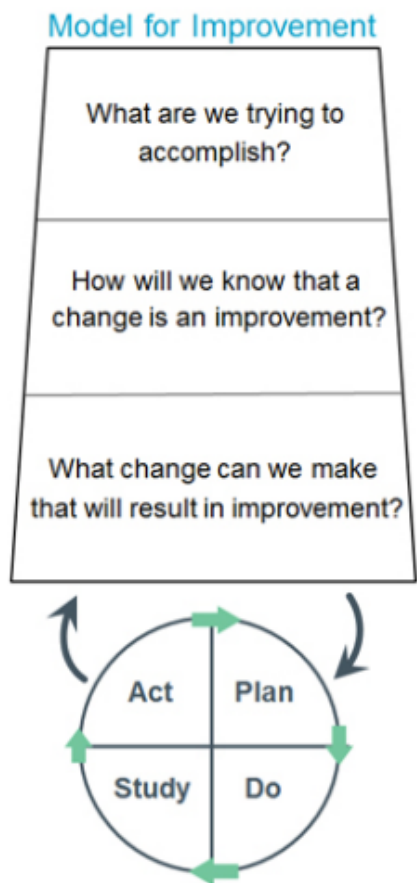 Model for Improvement
What are we trying to
accomplish?
How will we know that a
change is an improvement?
What change can we make
that will result in improvement?
Act
Plan
Study
Do